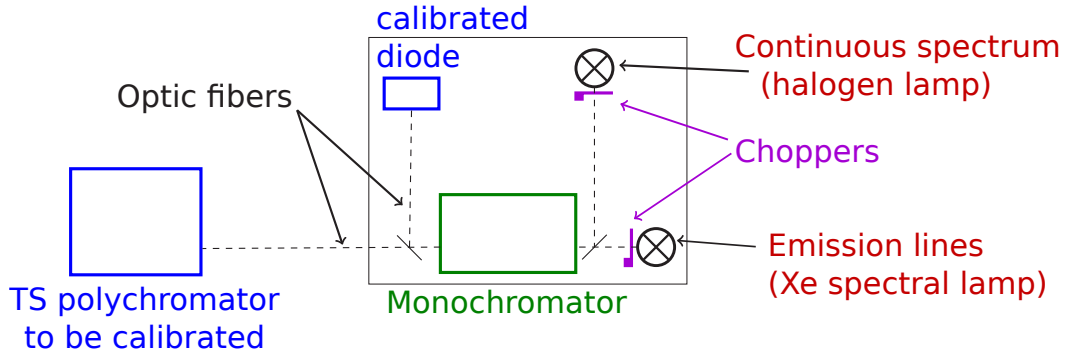 calibrated
diode
Continuous spectrum
(halogen lamp)
Optic fibers
Choppers
Emission lines
(Xe spectral lamp)
TS polychromator
to be calibrated
Monochromator